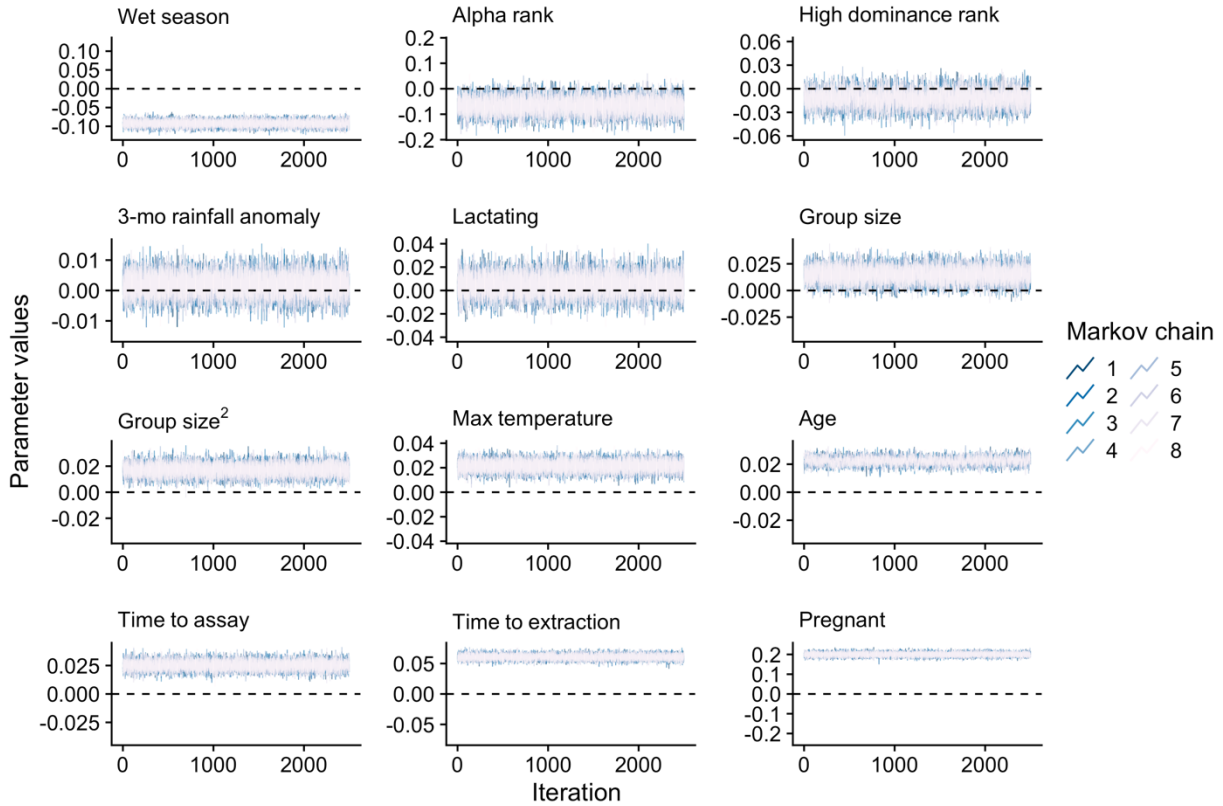 Wet season
0.10
0.05
0.00
-0.05
-0.10
0 1000 2000
Alpha rank
0.2
0.1
0.0
-0.1
-0.2
0 1000 2000
High dominance rank
0.06
0.03
0.00
-0.03
-0.06
0 1000 2000
3-mo rainfall anomaly
0.01
0.00
-0.01
0 1000 2000
Lactating
0.04
0.02
0.00
-0.02
-0.04
0 1000 2000
Group size
0.025
0.000
-0.025
0 1000 2000
Group size²
0.02
0.00
-0.02
0 1000 2000
Max temperature
0.04
0.02
0.00
-0.02
-0.04
0 1000 2000
Age
0.02
0.00
-0.02
0 1000 2000
Time to assay
0.025
0.000
-0.025
0 1000 2000
Time to extraction
0.05
0.00
-0.05
0 1000 2000
Pregnant
0.2
0.1
0.0
-0.1
-0.2
0 1000 2000
Parameter values
Iteration
Markov chain
1 5
2 6
3 7
4 8